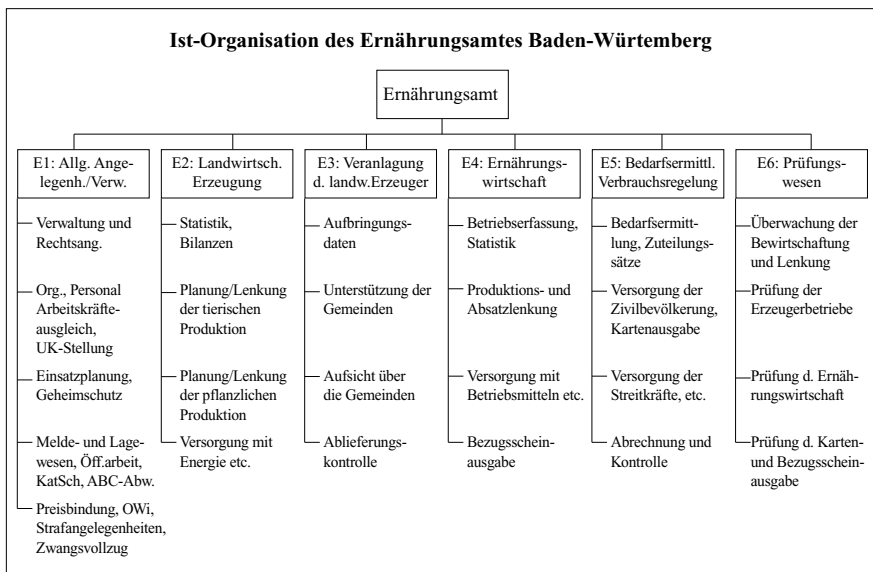 Ist-Organisation des Ernährungsamtes Baden-Würtemberg
Ernährungsamt
E1: Allg. Ange-
legenh./Verw.
Verwaltung und
Rechtsang.
Org., Personal
Arbeitskräfte-
ausgleich,
UK-Stellung
Einsatzplanung,
Geheimschutz
Melde- und Lage-
wesen, Öff.arbeit,
KatSch, ABC-Abw.
Preisbindung, OWi,
Strafangelegenheiten,
Zwangsvollzug
E2: Landwirtsch.
Erzeugung
Statistik,
Bilanzen
Planung/Lenkung
der tierischen
Produktion
Planung/Lenkung
der pflanzlichen
Produktion
Versorgung mit
Energie etc.
E3: Veranlagung
d. landw.Erzeuger
Aufbringungs-
daten
Unterstützung der
Gemeinden
Aufsicht über
die Gemeinden
Ablieferungs-
kontrolle
E4: Ernährungs-
wirtschaft
Betriebserfassung,
Statistik
Produktions- und
Absatzlenkung
Versorgung mit
Betriebsmitteln etc.
Bezugsschein-
ausgabe
E5: Bedarfsermittl.
Verbrauchsregelung
Bedarfsermitt-
lung, Zuteilungs-
sätze
Versorgung der
Zivilbevölkerung,
Kartenausgabe
Versorgung der
Streitkräfte, etc.
Abrechnung und
Kontrolle
E6: Prüfungs-
wesen
Überwachung der
Bewirtschaftung
und Lenkung
Prüfung der
Erzeugerbetriebe
Prüfung d. Ernäh-
rungswirtschaft
Prüfung d. Karten-
und Bezugsschein-
ausgabe